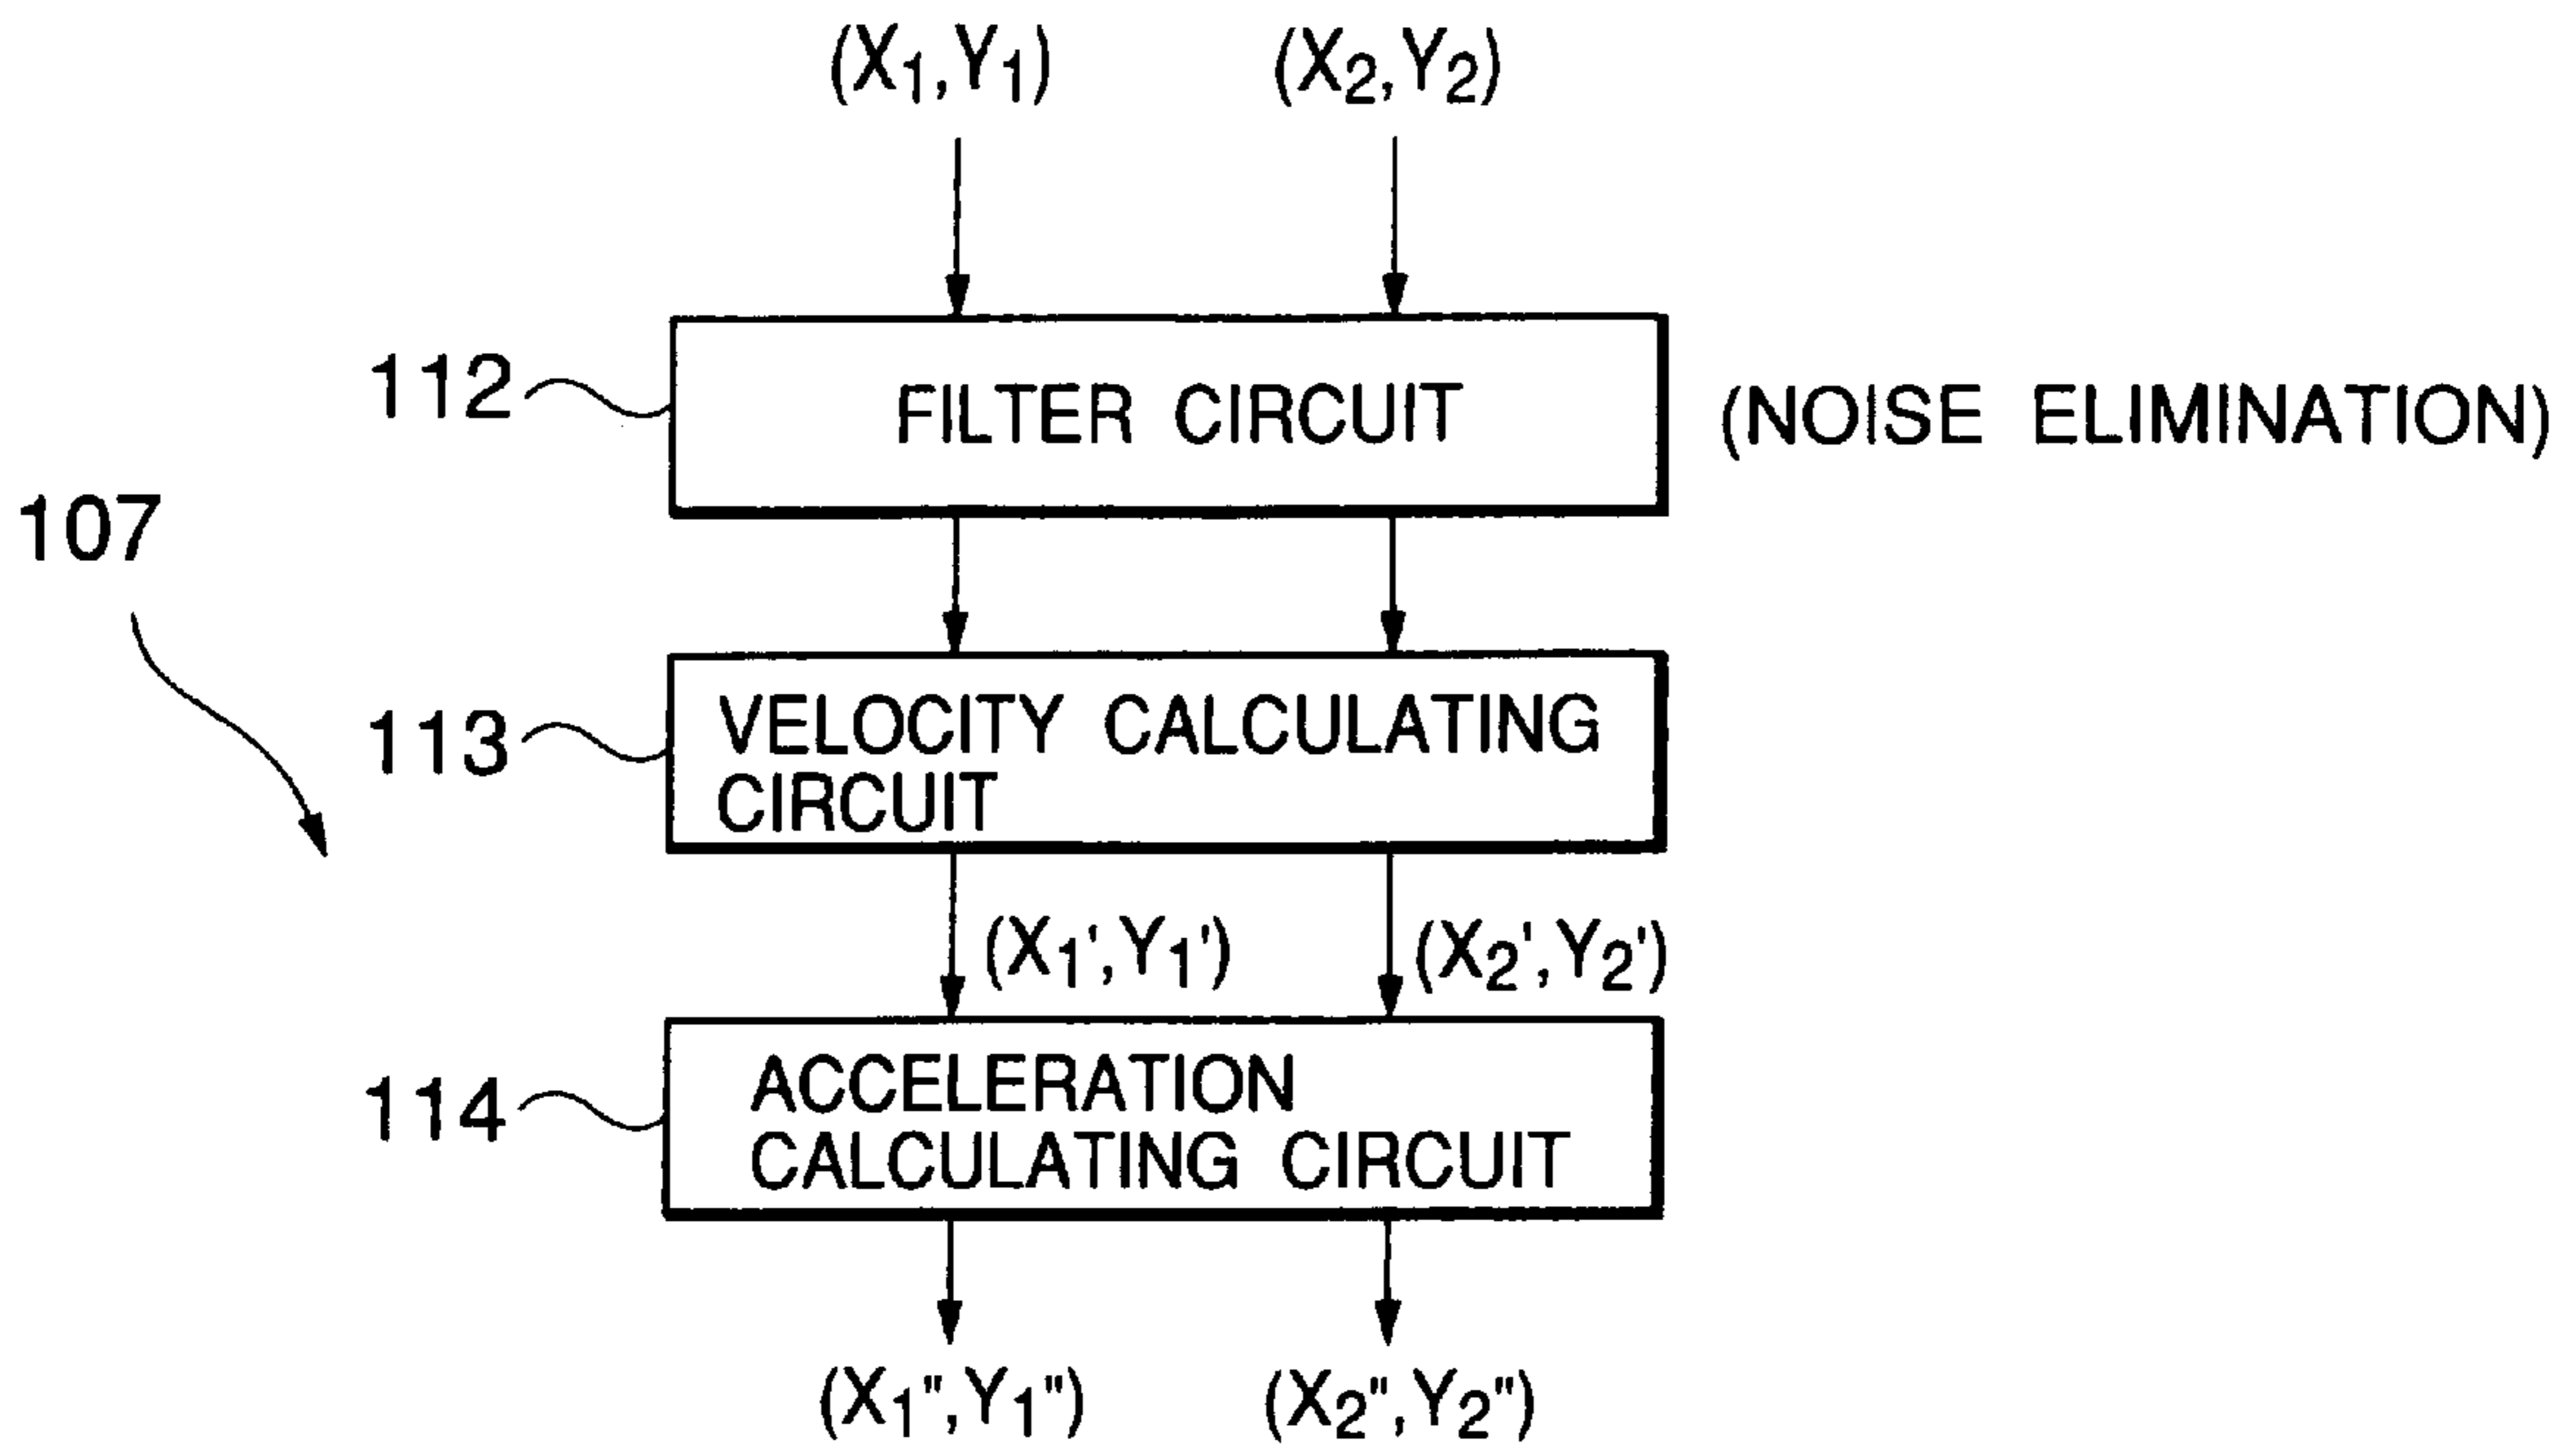 (X1,Y1) (X2,Y2)
112 FILTER CIRCUIT (NOISE ELIMINATION)
107
113 VELOCITY CALCULATING
CIRCUIT
(X1',Y1') (X2',Y2')
114 ACCELERATION
CALCULATING CIRCUIT
(X1",Y1") (X2",Y2")